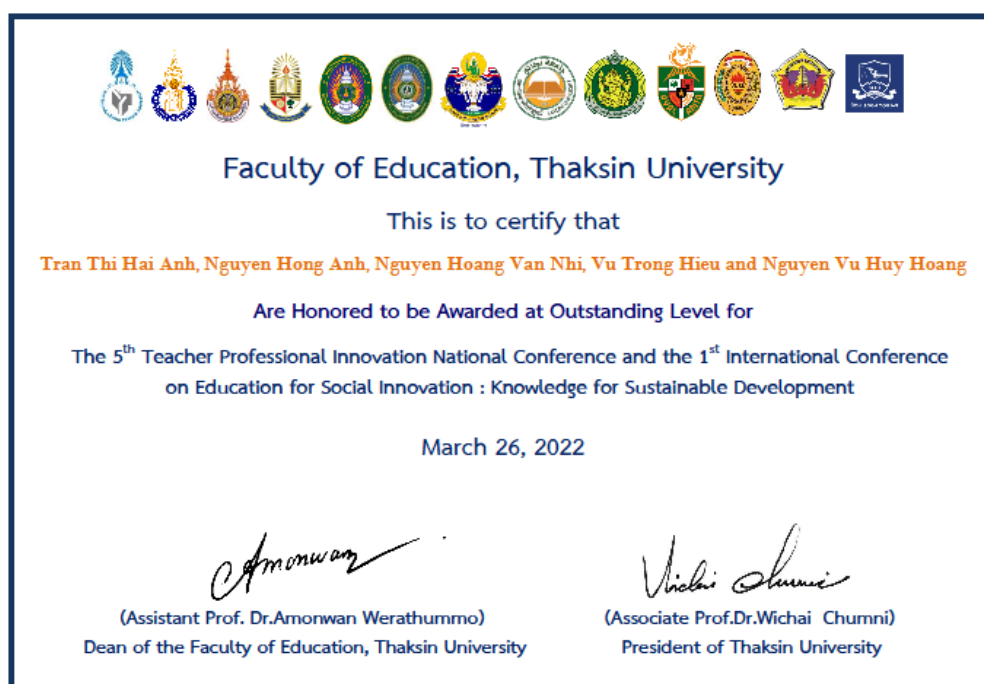 Faculty of Education, Thaksin University
This is to certify that
Tran Thi Hai Anh, Nguyen Hong Anh, Nguyen Hoang Van Nhi, Vu Trong Hieu and Nguyen Vu Huy Hoang
Are Honored to be Awarded at Outstanding Level for
The 5th Teacher Professional Innovation National Conference and the 1st International Conference
on Education for Social Innovation : Knowledge for Sustainable Development
March 26, 2022
Amonwan
Wichai Chumni
(Assistant Prof. Dr.Amonwan Werathummo)
(Associate Prof.Dr.Wichai Chumni)
Dean of the Faculty of Education, Thaksin University
President of Thaksin University